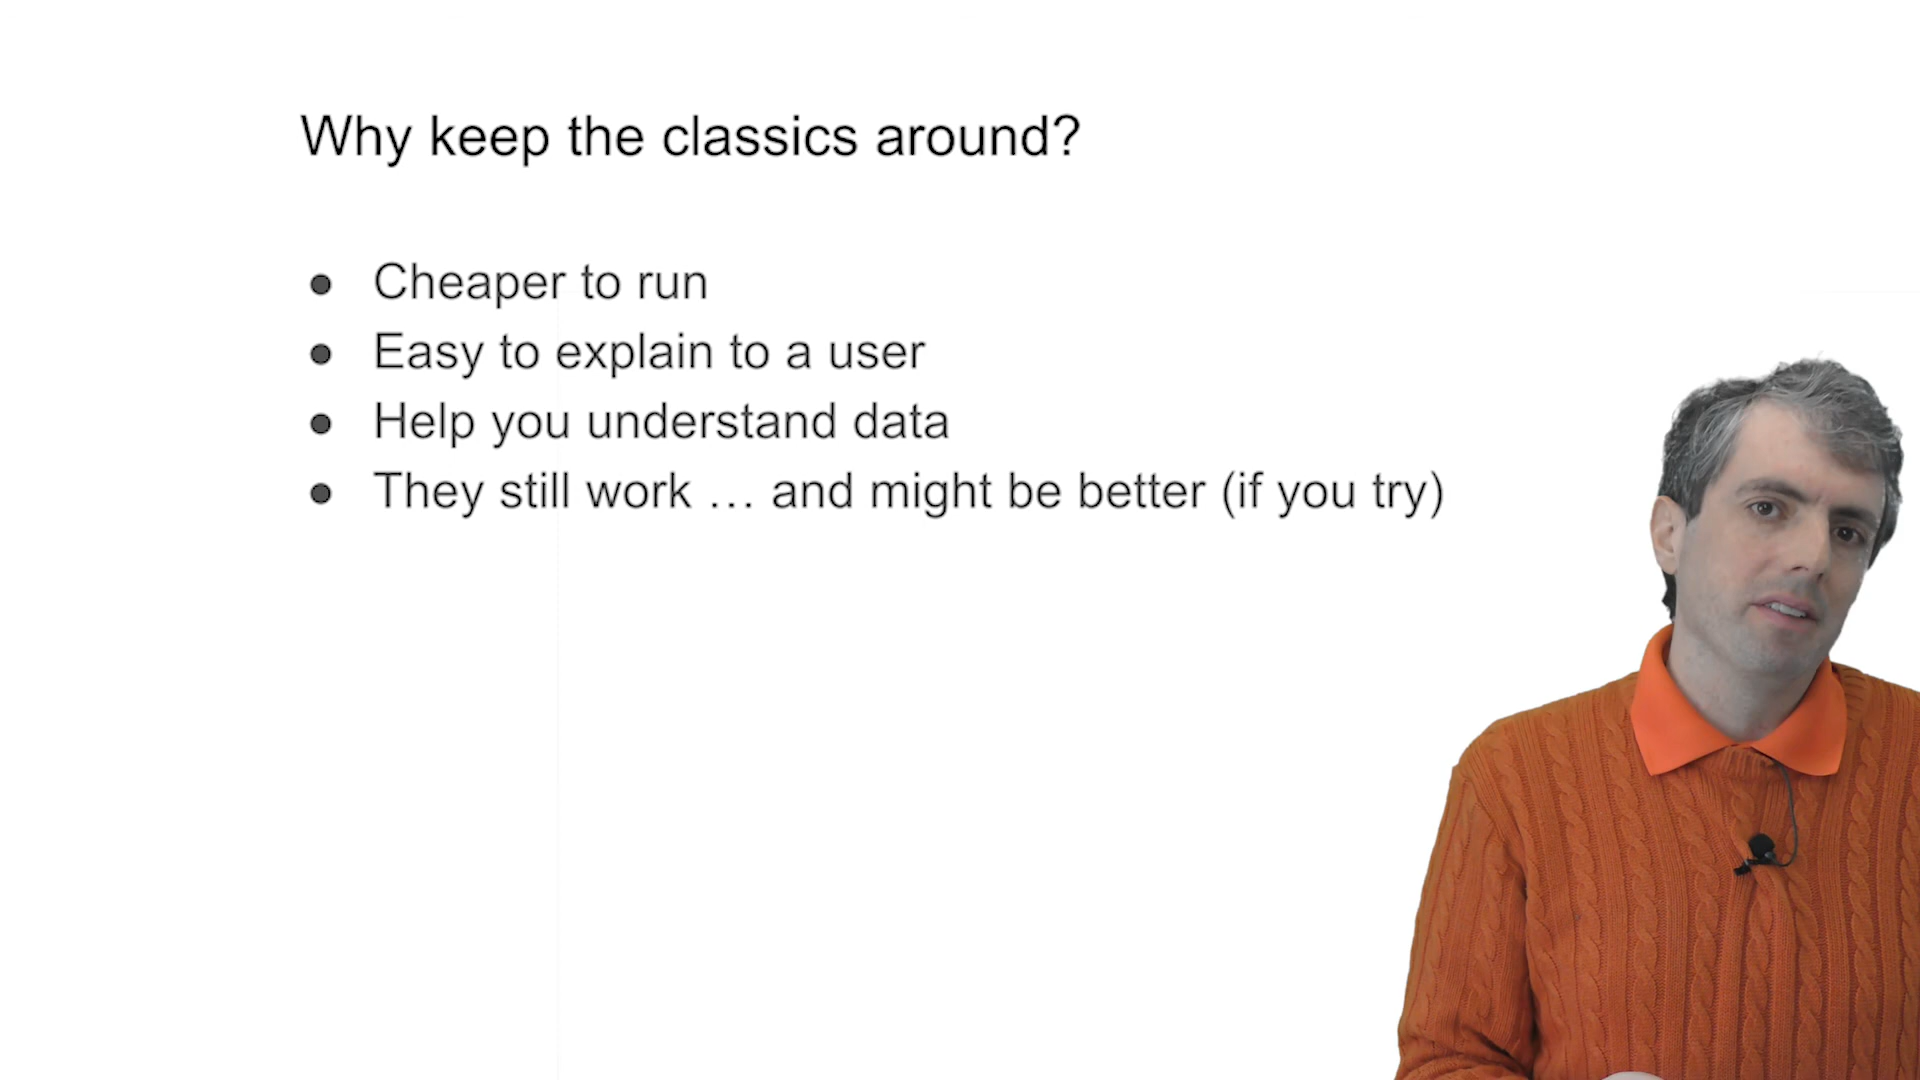 Why keep the classics around?
● Cheaper to run
● Easy to explain to a user
● Help you understand data
● They still work … and might be better (if you try)